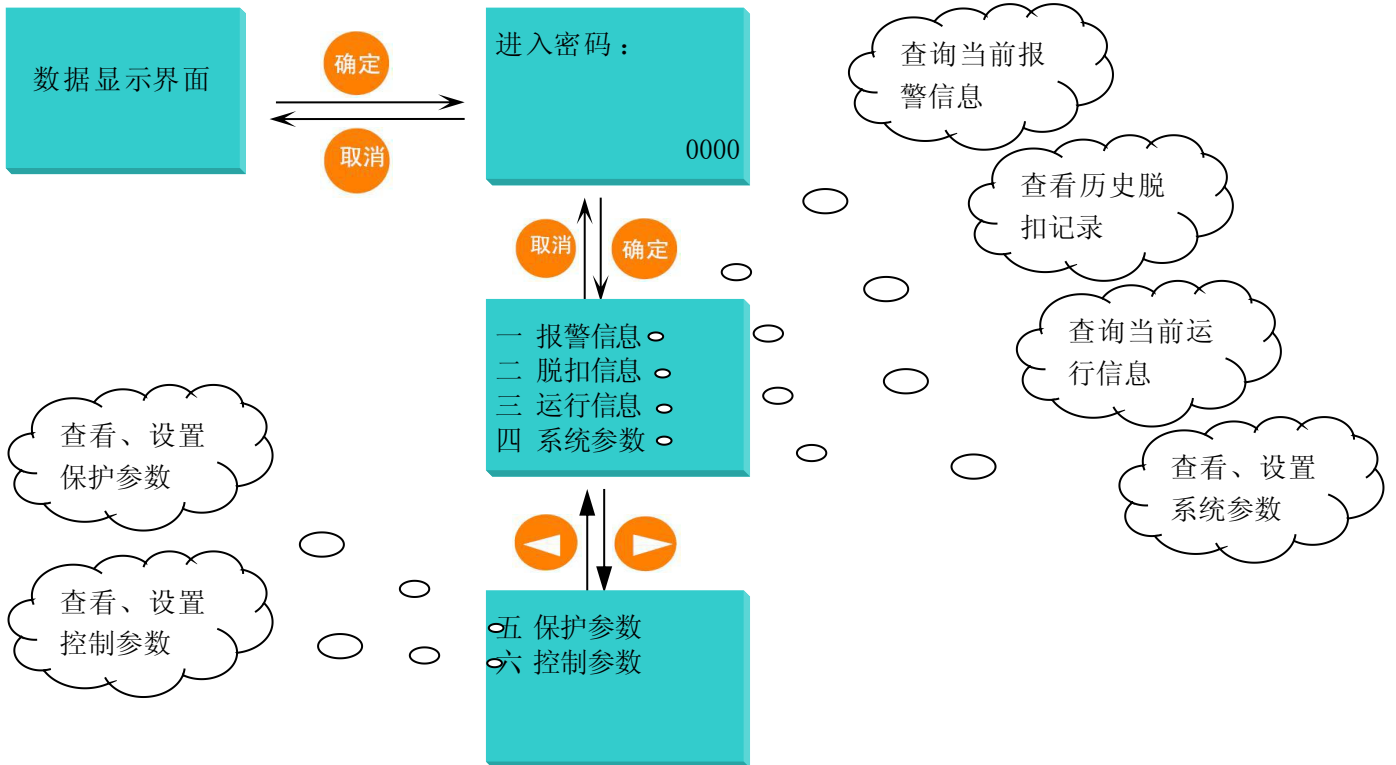 数据显示界面
确定
取消
进入密码：
0000
查询当前报
警信息
查看历史脱
扣记录
取消
确定
查询当前运
行信息
一 报警信息
二 脱扣信息
三 运行信息
四 系统参数
查看、设置
保护参数
查看、设置
系统参数
查看、设置
控制参数
五 保护参数
六 控制参数